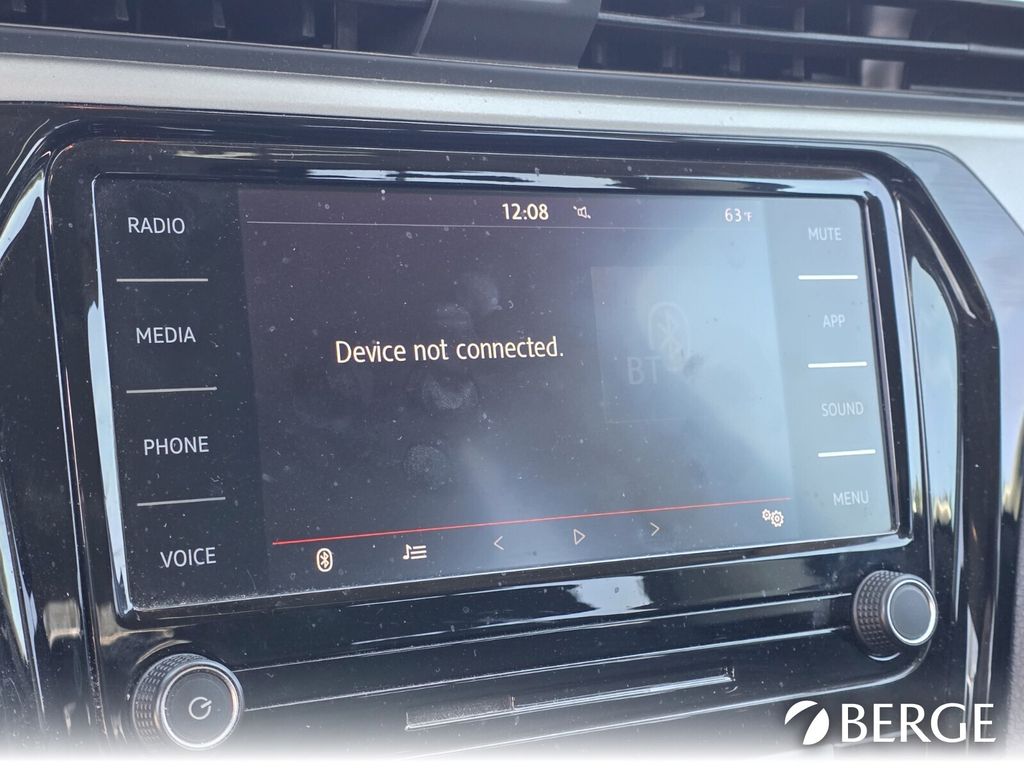 12:08
63°F
RADIO
MEDIA
PHONE
VOICE
Device not connected.
BT
MUTE
APP
SOUND
MENU
BERGE